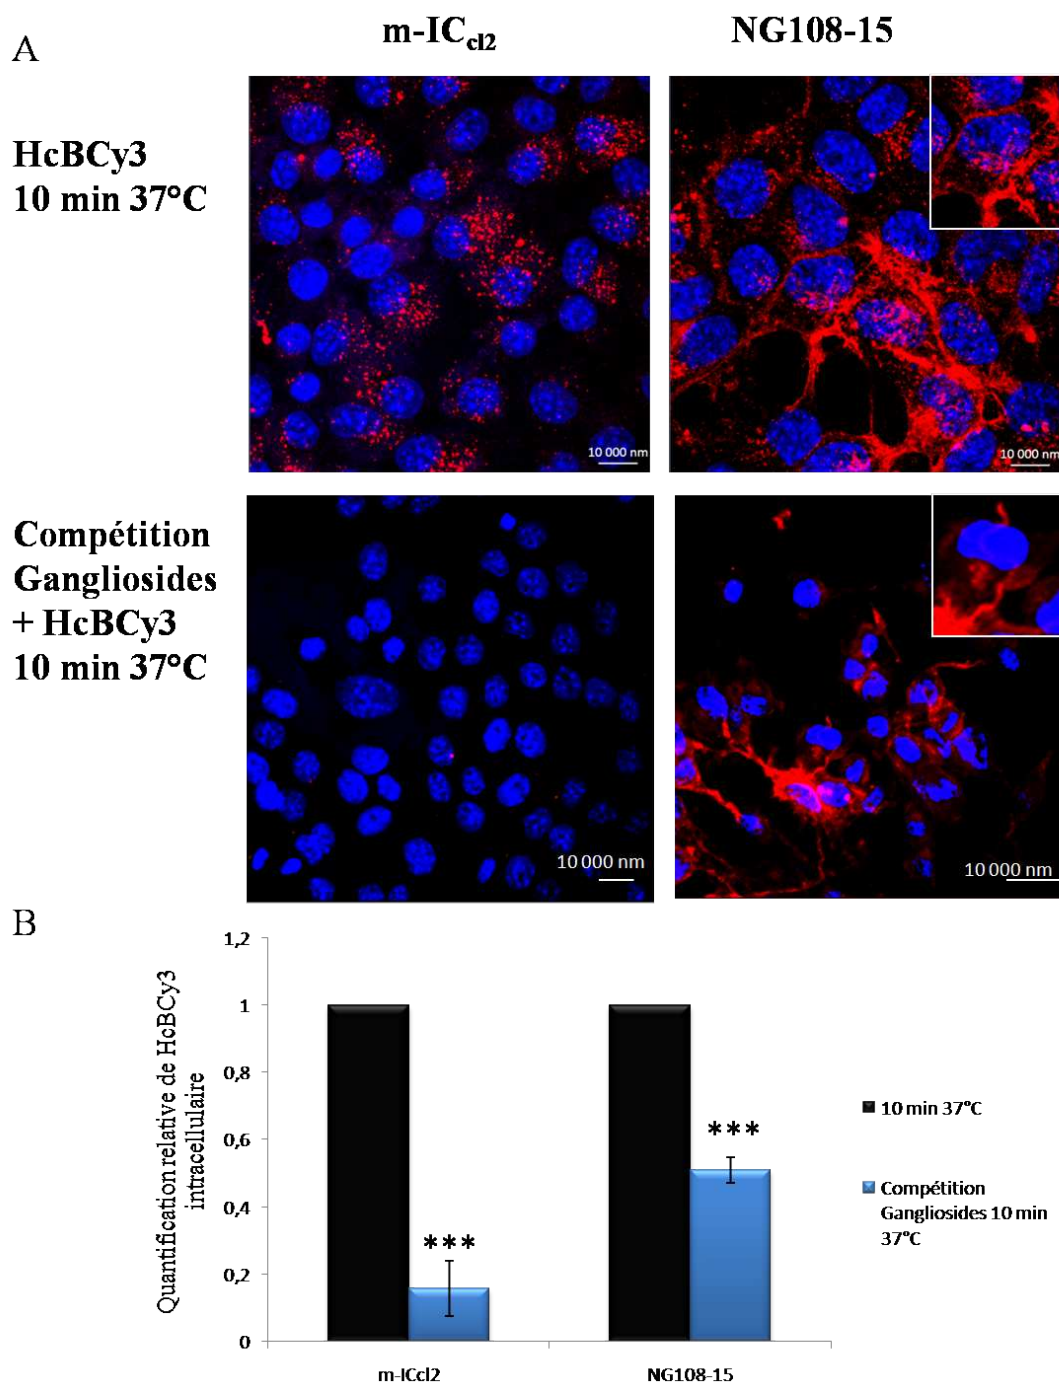 A
m-ICcl2
NG108-15
HcBCy3
10 min 37°C
10 000 nm
10 000 nm
Compétition
Gangliosides
+ HcBCy3
10 min 37°C
10 000 nm
10 000 nm
B
Quantification relative de HcBCy3
intracellulaire
1,2
1
0,8
0,6
0,4
0,2
0
***
***
m-ICcl2
NG108-15
10 min 37°C
Compétition
Gangliosides 10 min
37°C